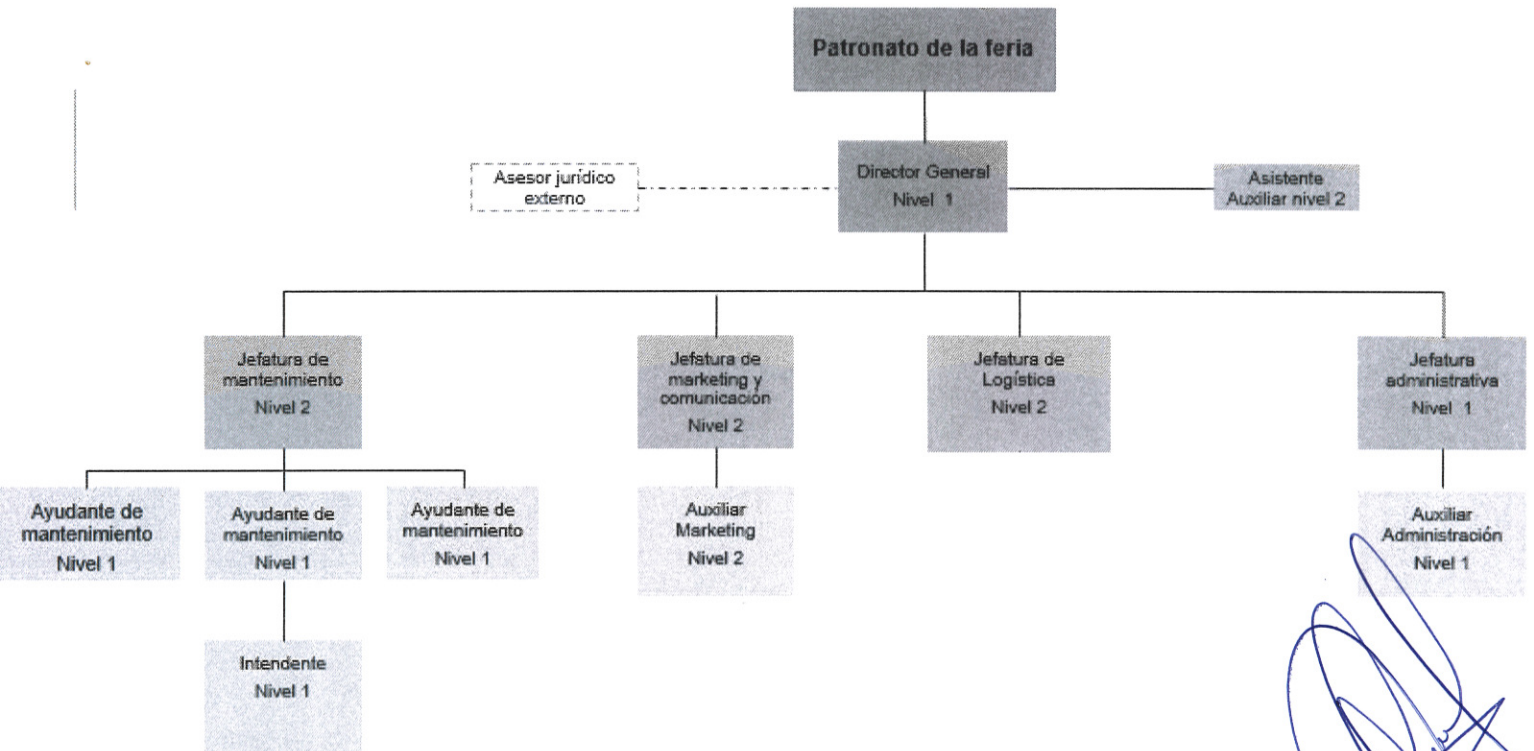 Patronato de la feria
Asesor jurídico
externo
Director General
Nivel 1
Asistente
Auxiliar nivel 2
Jefatura de
mantenimiento
Nivel 2
Jefatura de
marketing y
comunicación
Nivel 2
Jefatura de
Logística
Nivel 2
Jefatura
administrativa
Nivel 1
Ayudante de
mantenimiento
Nivel 1
Ayudante de
mantenimiento
Nivel 1
Ayudante de
mantenimiento
Nivel 1
Auxiliar
Marketing
Nivel 2
Auxiliar
Administración
Nivel 1
Intendente
Nivel 1